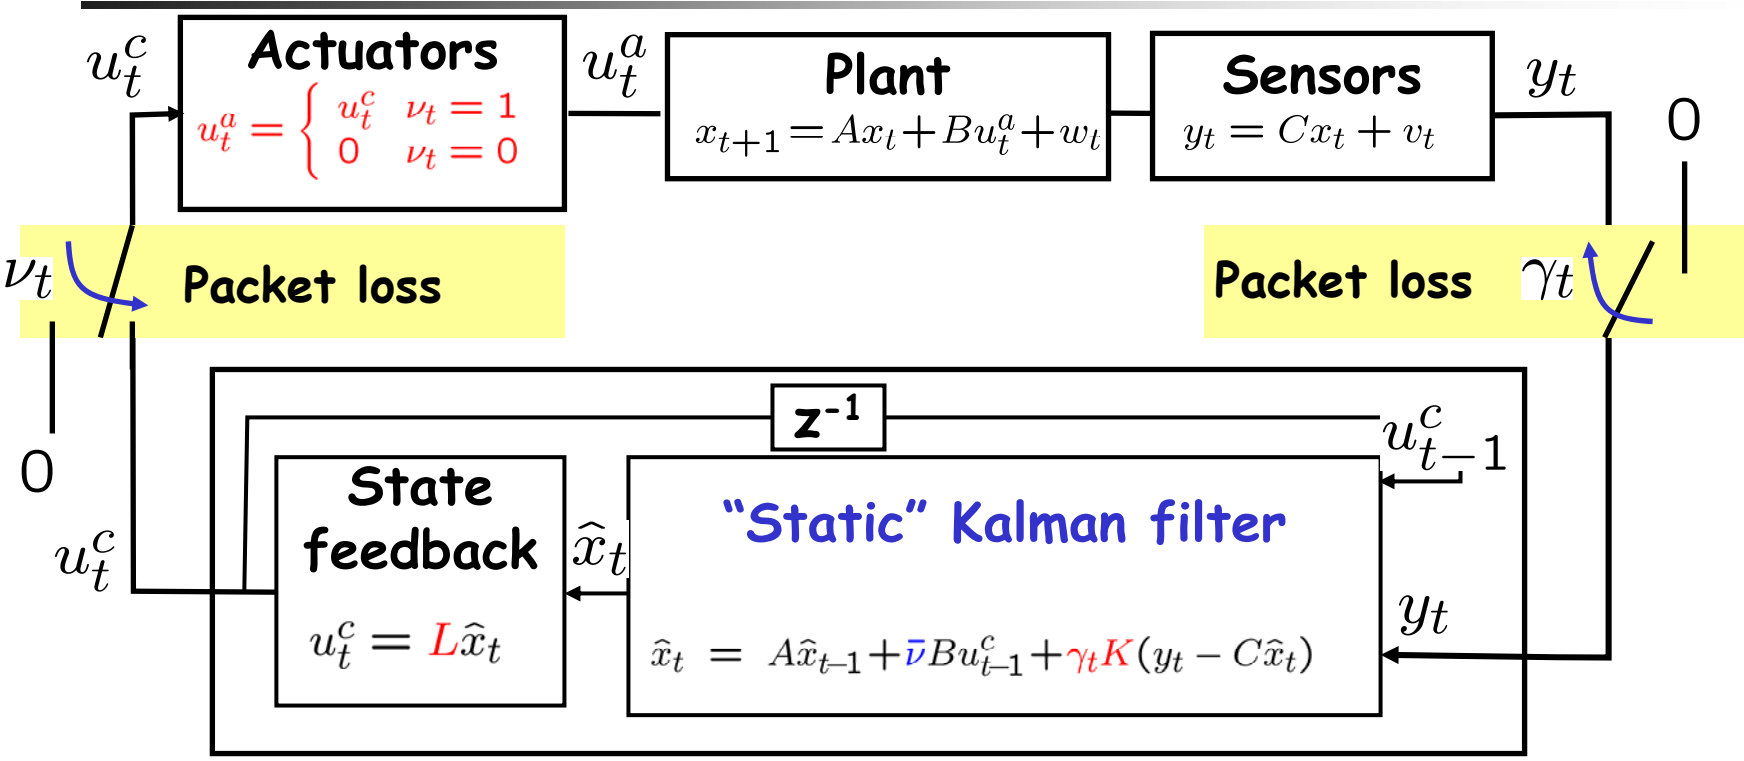 u_t^c
Actuators
u_t^a = { u_t^c ν_t = 1
0 ν_t = 0
u_t^a
Plant
x_{t+1} = Ax_t + Bu_t^a + w_t
Sensors
y_t = Cx_t + v_t
y_t
0
ν_t
Packet loss
Packet loss
γ_t
0
z⁻¹
u_{t-1}^c
State
feedback
u_t^c = Lx̂_t
u_t^c
x̂_t
“Static” Kalman filter
x̂_t = Ax̂_{t-1} + ν̄Bu_{t-1}^c + γ_tK(y_t - Cx̂_t)
y_t